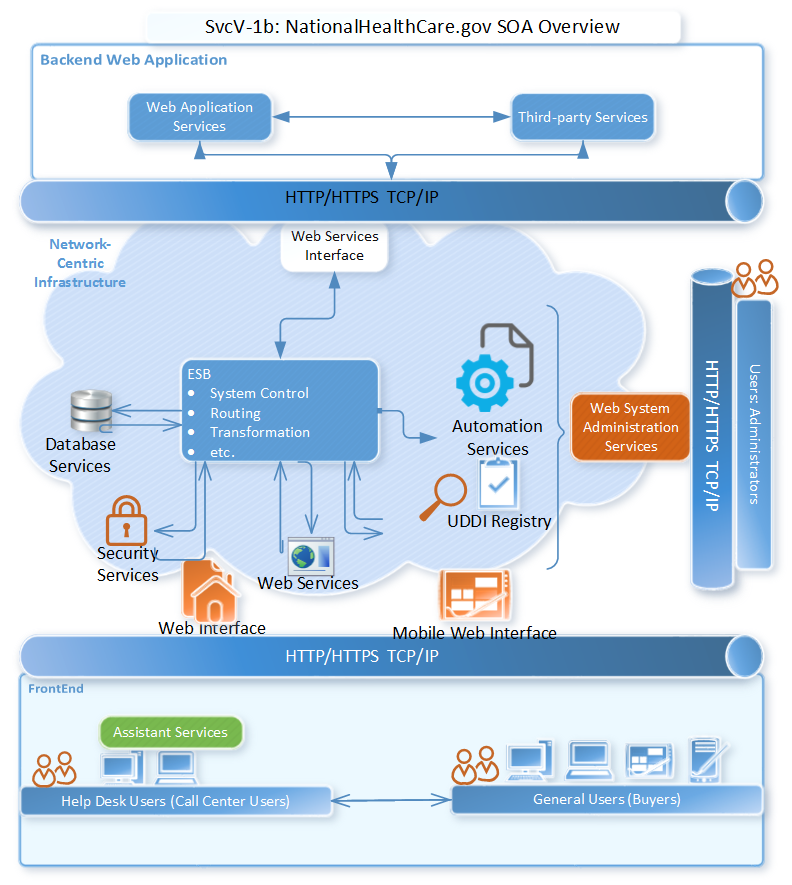 SvcV-1b: NationalHealthCare.gov SOA Overview
Backend Web Application
Web Application
Services
Third-party Services
HTTP/HTTPS TCP/IP
Network-
Centric
Infrastructure
Web Services
Interface
ESB
• System Control
• Routing
• Transformation
• etc.
Database
Services
Automation
Services
Web System
Administration
Services
HTTP/HTTPS TCP/IP
Users: Administrators
UDDI Registry
Security
Services
Web Services
Web Interface
Mobile Web Interface
HTTP/HTTPS TCP/IP
FrontEnd
Assistant Services
Help Desk Users (Call Center Users)
General Users (Buyers)